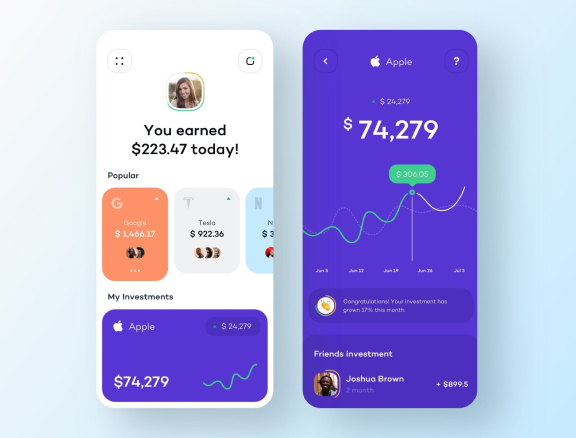 You earned
$223.47 today!
Popular
Google
$ 1,466.17
Tesla
$ 922.36
N
$ 3
My Investments
Apple
$ 24,279
$74,279
Apple
?
$ 24,279
$ 74,279
$ 306.05
Jun 5
Jun 12
Jun 19
Jun 26
Jul 3
Congratulations! Your investment has
grown 17% this month.
Friends investment
Joshua Brown
2 month
+ $899.5